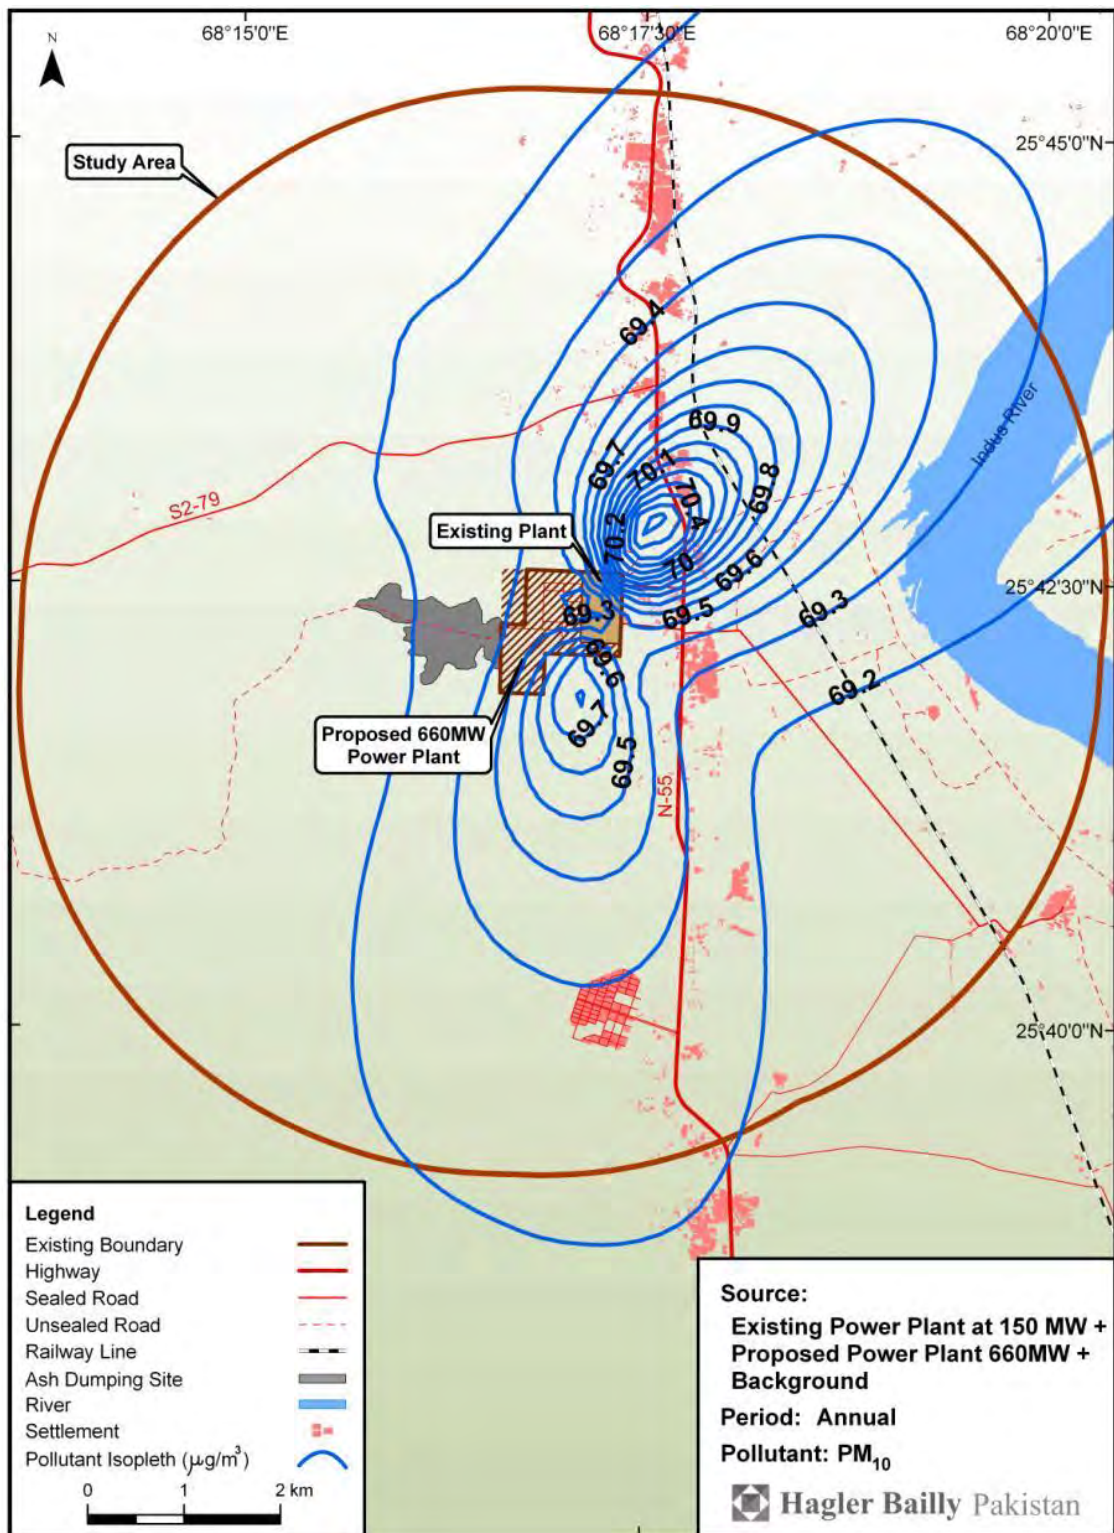 N
68°15'0"E
68°17'30"E
68°20'0"E
25°45'0"N
Study Area
69.4
Indus River
69.9
69.7
70.1
69.8
S2-79
70.4
Existing Plant
70.2
70
69.6
25°42'30"N
69.3
69.5
69.3
69.6
69.2
Proposed 660MW
Power Plant
69.7
69.5
N-55
25°40'0"N
Legend
Existing Boundary
Highway
Sealed Road
Unsealed Road
Railway Line
Ash Dumping Site
River
Settlement
Pollutant Isopleth (µg/m³)
0 1 2 km
Source:
Existing Power Plant at 150 MW +
Proposed Power Plant 660MW +
Background
Period: Annual
Pollutant: PM₁₀
Hagler Bailly Pakistan